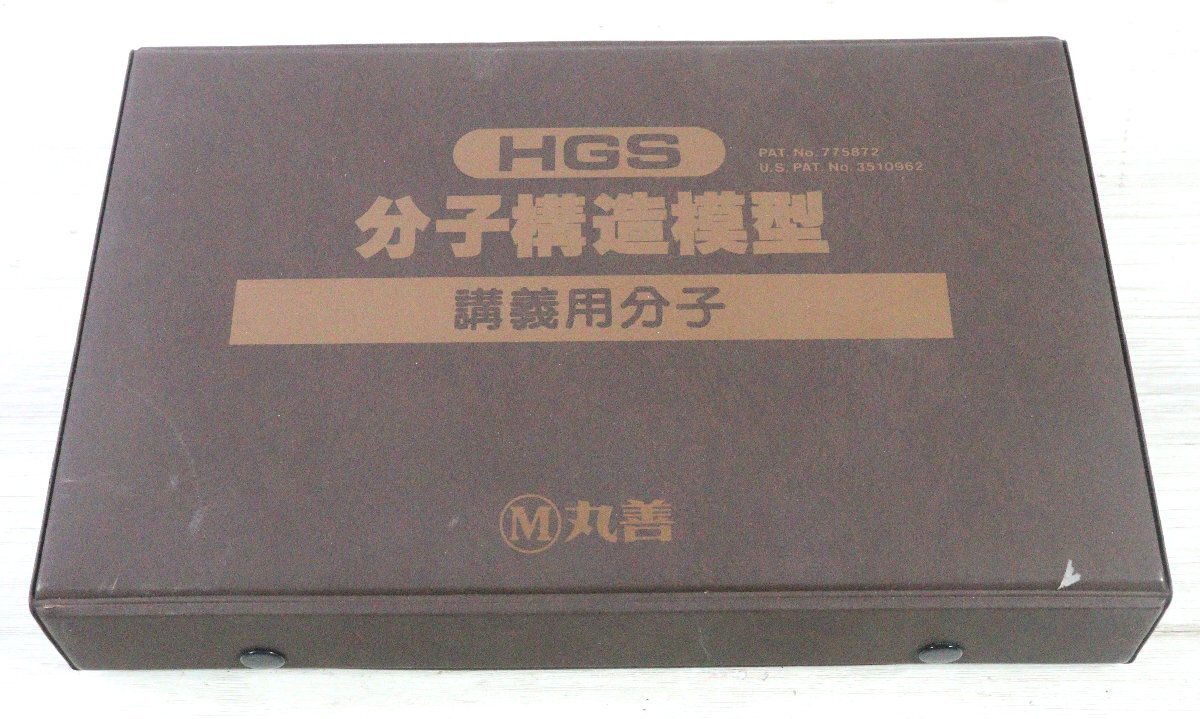 HGS
PAT. No. 775872
U.S. PAT. No. 3510962
分子構造模型
講義用分子
M 丸善